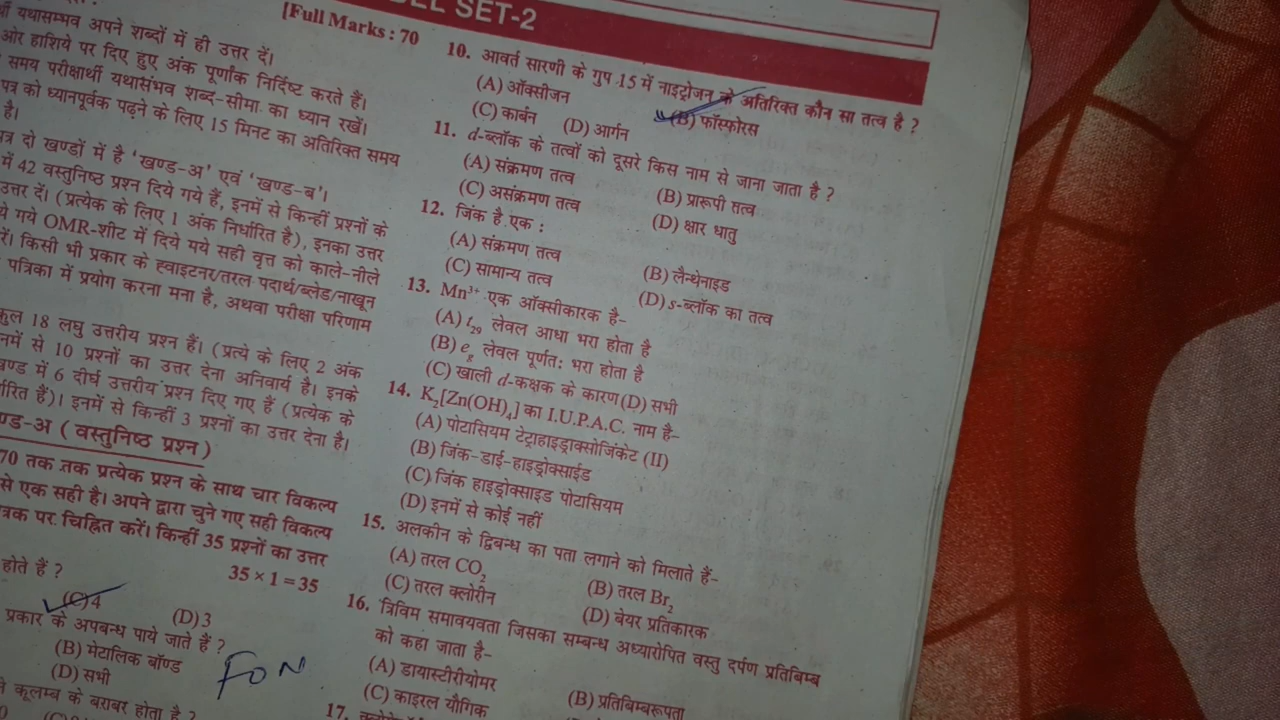 SET-2
[Full Marks : 70
यथासम्भव अपने शब्दों में ही उत्तर दें।
ओर हाशिये पर दिए हुए अंक पूर्णांक निर्दिष्ट करते हैं।
समय परीक्षार्थी यथासंभव शब्द-सीमा का ध्यान रखें।
पत्र को ध्यानपूर्वक पढ़ने के लिए 15 मिनट का अतिरिक्त समय
है।
दो खण्डों में है 'खण्ड-अ' एवं 'खण्ड-ब'।
में 42 वस्तुनिष्ठ प्रश्न दिये गये हैं, इनमें से किन्हीं प्रश्नों के
उत्तर दें। (प्रत्येक के लिए 1 अंक निर्धारित है), इनका उत्तर
गये OMR-शीट में दिये गये सही वृत्त को काले-नीले
किसी भी प्रकार के ह्वाइटनर/तरल पदार्थ/ब्लेड/नाखून
पत्रिका में प्रयोग करना मना है, अथवा परीक्षा परिणाम
कुल 18 लघु उत्तरीय प्रश्न हैं। (प्रत्ये के लिए 2 अंक
में से 10 प्रश्नों का उत्तर देना अनिवार्य है। इनके
में 6 दीर्घ उत्तरीय प्रश्न दिए गए हैं (प्रत्येक के
हैं)। इनमें से किन्हीं 3 प्रश्नों का उत्तर देना है।
(वस्तुनिष्ठ प्रश्न)
70 तक तक प्रत्येक प्रश्न के साथ चार विकल्प
से एक सही है। अपने द्वारा चुने गए सही विकल्प
पर चिह्नित करें। किन्हीं 35 प्रश्नों का उत्तर
35 × 1 = 35
होते हैं ?
(C) 4
(D) 3
प्रकार के अपबन्ध पाये जाते हैं ?
(B) मेटालिक बॉण्ड
(D) सभी
FON
कूलम्ब के बराबर होता है ?
10. आवर्त सारणी के गुप 15 में नाइट्रोजन के अतिरिक्त कौन सा तत्व है ?
(A) ऑक्सीजन
(B) फॉस्फोरस
(C) कार्बन (D) आर्गन
11. d-ब्लॉक के तत्वों को दूसरे किस नाम से जाना जाता है ?
(A) संक्रमण तत्व
(B) प्रारूपी सत्व
(C) असंक्रमण तत्व
(D) क्षार धातु
12. जिंक है एक :
(A) संक्रमण तत्व
(B) लैन्थेनाइड
(C) सामान्य तत्व
(D) s-ब्लॉक का तत्व
13. Mn³⁺ एक ऑक्सीकारक है-
(A) t₂₉ लेवल आधा भरा होता है
(B) e_g लेवल पूर्णत: भरा होता है
(C) खाली d-कक्षक के कारण (D) सभी
14. K₂[Zn(OH)₄] का I.U.P.A.C. नाम है-
(A) पोटासियम टेट्राहाइड्राक्सोजिंकेट (II)
(B) जिंक-डाई-हाइड्रोक्साईड
(C) जिंक हाइड्रोक्साइड पोटासियम
(D) इनमें से कोई नहीं
15. अलकीन के द्विबन्ध का पता लगाने को मिलाते हैं-
(A) तरल CO₂
(B) तरल Br₂
(C) तरल क्लोरीन
(D) बेयर प्रतिकारक
16. त्रिविम समावयवता जिसका सम्बन्ध अध्यारोपित वस्तु दर्पण प्रतिबिम्ब
को कहा जाता है-
(A) डायास्टीरीयोमर
(B) प्रतिबिम्बरूपता
(C) काइरल यौगिक
17.